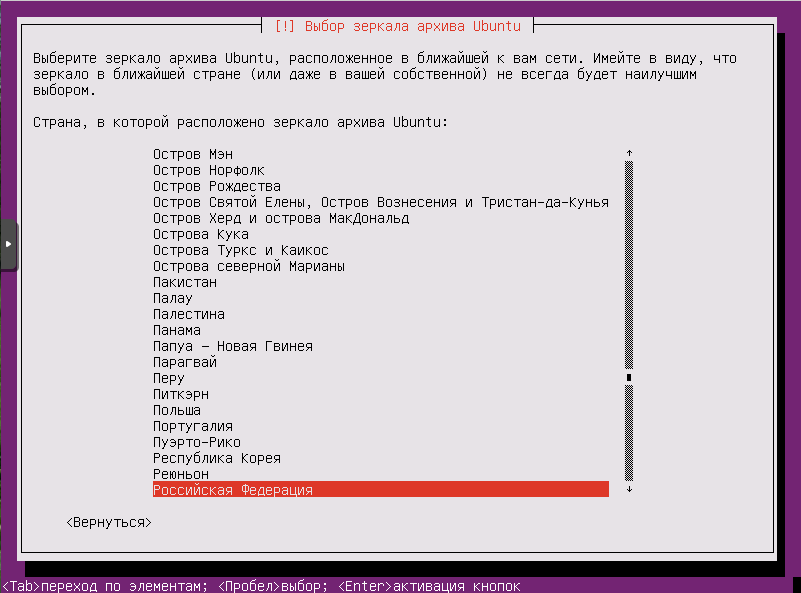 [!] Выбор зеркала архива Ubuntu
Выберите зеркало архива Ubuntu, расположенное в ближайшей к вам сети. Имейте в виду, что
зеркало в ближайшей стране (или даже в вашей собственной) не всегда будет наилучшим
выбором.
Страна, в которой расположено зеркало архива Ubuntu:
Остров Мэн
Остров Норфолк
Остров Рождества
Остров Святой Елены, Остров Вознесения и Тристан-да-Кунья
Остров Херд и острова МакДональд
Острова Кука
Острова Туркс и Каикос
Острова северной Марианы
Пакистан
Палау
Палестина
Панама
Папуа – Новая Гвинея
Парагвай
Перу
Питкэрн
Польша
Португалия
Пуэрто-Рико
Республика Корея
Реюньон
Российская Федерация
<Вернуться>
<Tab>переход по элементам; <Пробел>выбор; <Enter>активация кнопок